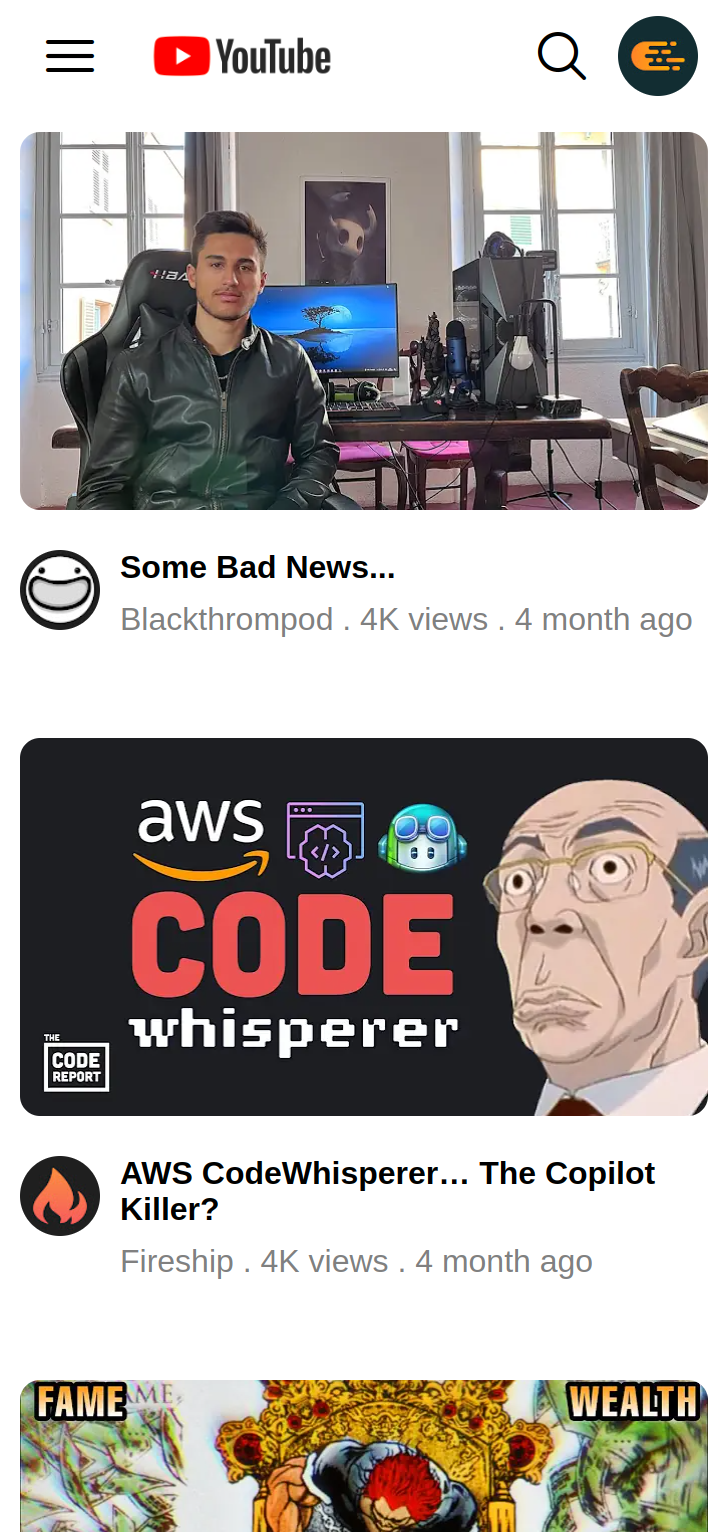 YouTube
Some Bad News...
Blackthrompod . 4K views . 4 month ago
aws
CODE
whisperer
THE
CODE
REPORT
AWS CodeWhisperer… The Copilot
Killer?
Fireship . 4K views . 4 month ago
FAME
WEALTH